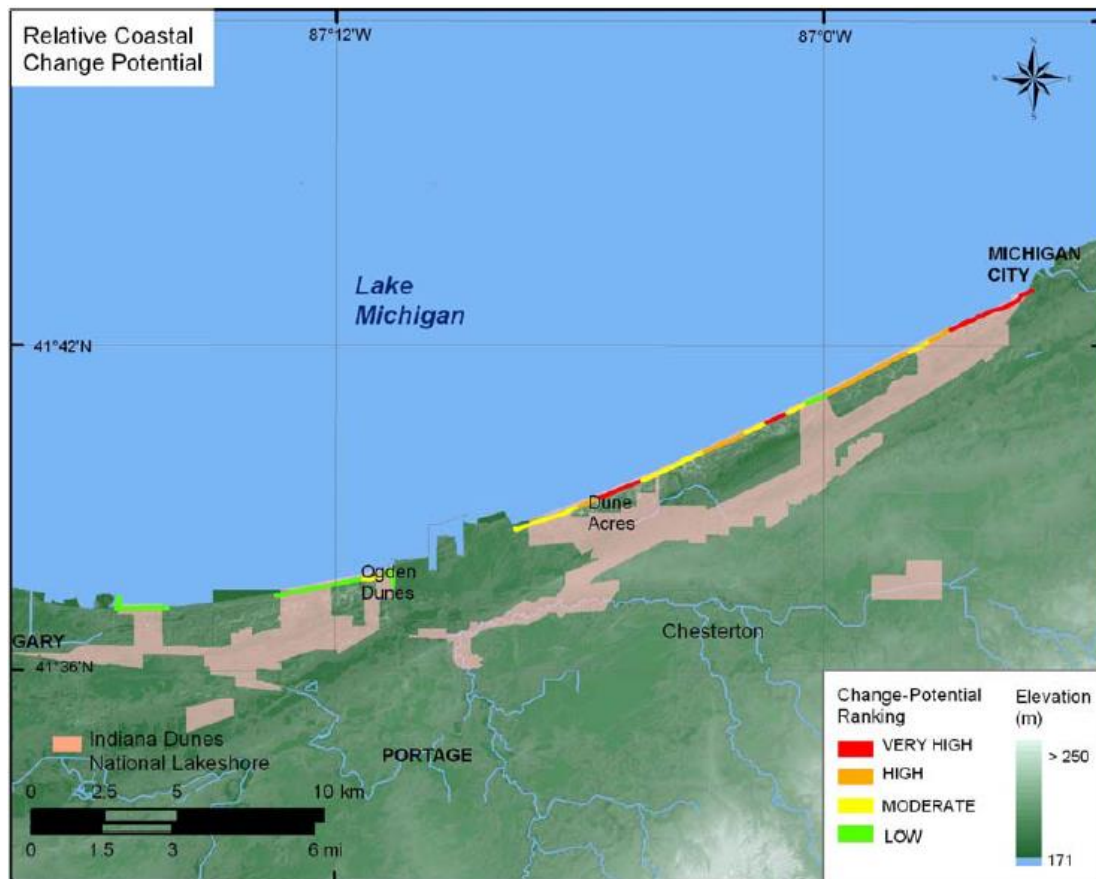 Relative Coastal
Change Potential
87°12'W
87°0'W
N
S
MICHIGAN
CITY
Lake
Michigan
41°42'N
Dune
Acres
Ogden
Dunes
GARY
Chesterton
41°36'N
Indiana Dunes
National Lakeshore
PORTAGE
0 2.5 5 10 km
0 1.5 3 6 mi
Change-Potential
Ranking
VERY HIGH
HIGH
MODERATE
LOW
Elevation
(m)
> 250
171